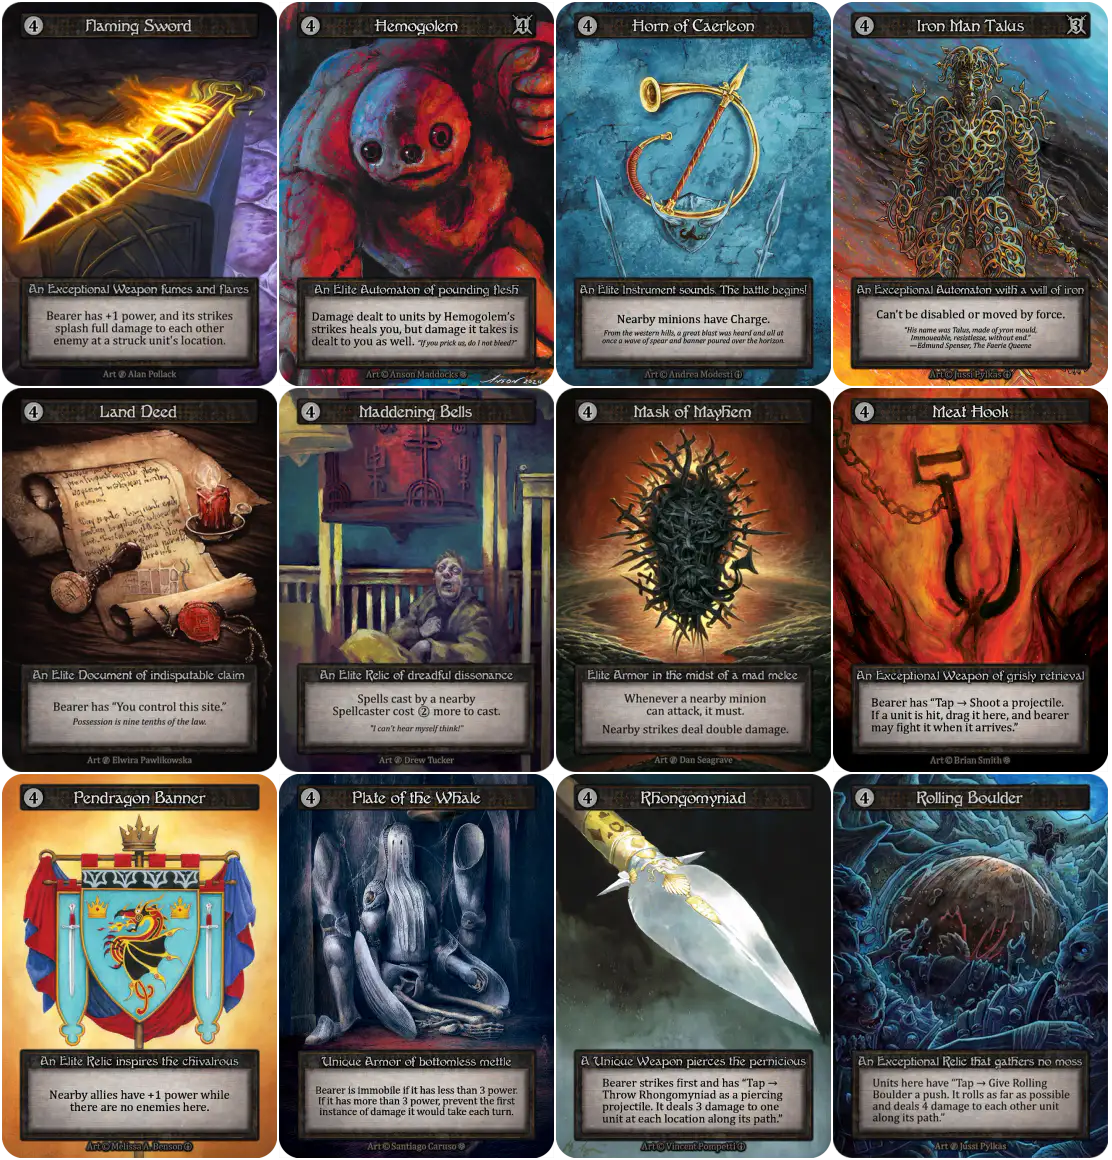 4
Flaming Sword
An Exceptional Weapon fumes and flares
Bearer has +1 power, and its strikes
splash full damage to each other
enemy at a struck unit's location.
Art Alan Pollack
4
Hemogolem
4
An Elite Automaton of pounding flesh
Damage dealt to units by Hemogolem's
strikes heals you, but damage it takes is
dealt to you as well. "If you prick us, do I not bleed?"
Art © Anson Maddocks
ANSON 2024
4
Horn of Caerleon
An Elite Instrument sounds. The battle begins!
Nearby minions have Charge.
From the western hills, a great blast was heard and all at
once a wave of spear and banner poured over the horizon.
Art © Andrea Modesti
4
Iron Man Talus
3
An Exceptional Automaton with a will of iron
Can't be disabled or moved by force.
"His name was Talus, made of yron mould,
Immoveable, resistlesse, without end."
— Edmund Spenser, The Faerie Queene
Art © Jussi Pylkäs
4
Land Deed
An Elite Document of indisputable claim
Bearer has "You control this site."
Possession is nine tenths of the law.
Art Elwira Pawlikowska
4
Maddening Bells
An Elite Relic of dreadful dissonance
Spells cast by a nearby
Spellcaster cost ② more to cast.
"I can't hear myself think!"
Art Drew Tucker
4
Mask of Mayhem
Elite Armor in the midst of a mad melee
Whenever a nearby minion
can attack, it must.
Nearby strikes deal double damage.
Art Dan Seagrave
4
Meat Hook
An Exceptional Weapon of grisly retrieval
Bearer has "Tap → Shoot a projectile.
If a unit is hit, drag it here, and bearer
may fight it when it arrives."
Art © Brian Smith
4
Pendragon Banner
An Elite Relic inspires the chivalrous
Nearby allies have +1 power while
there are no enemies here.
Art © Melissa A. Benson
4
Plate of the Whale
Unique Armor of bottomless mettle
Bearer is immobile if it has less than 3 power.
If it has more than 3 power, prevent the first
instance of damage it would take each turn.
Art © Santiago Caruso
4
Rhongomyniad
A Unique Weapon pierces the pernicious
Bearer strikes first and has "Tap →
Throw Rhongomyniad as a piercing
projectile. It deals 3 damage to one
unit at each location along its path."
Art © Vincent Pompetti
4
Rolling Boulder
An Exceptional Relic that gathers no moss
Units here have "Tap → Give Rolling
Boulder a push. It rolls as far as possible
and deals 4 damage to each other unit
along its path."
Art Jussi Pylkäs